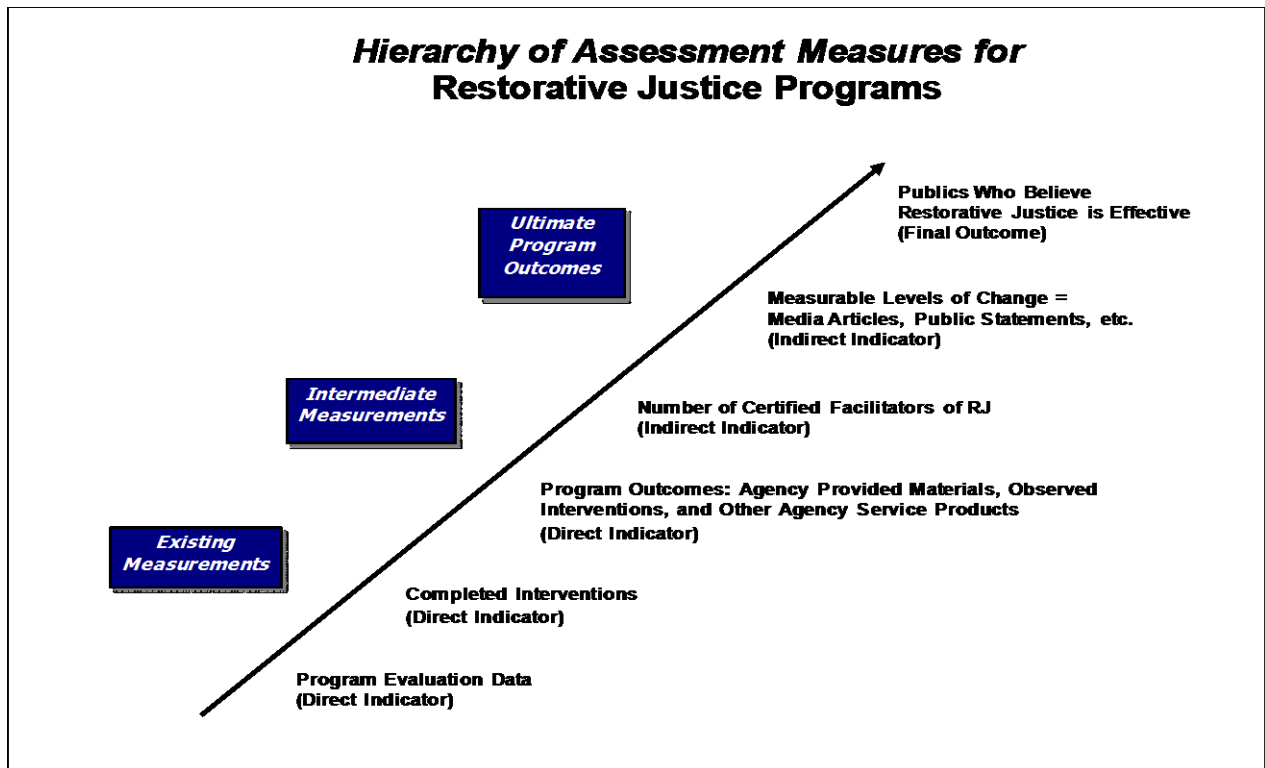 Hierarchy of Assessment Measures for
Restorative Justice Programs
Ultimate
Program
Outcomes
Publics Who Believe
Restorative Justice is Effective
(Final Outcome)
Measurable Levels of Change =
Media Articles, Public Statements, etc.
(Indirect Indicator)
Intermediate
Measurements
Number of Certified Facilitators of RJ
(Indirect Indicator)
Program Outcomes: Agency Provided Materials, Observed
Interventions, and Other Agency Service Products
(Direct Indicator)
Existing
Measurements
Completed Interventions
(Direct Indicator)
Program Evaluation Data
(Direct Indicator)